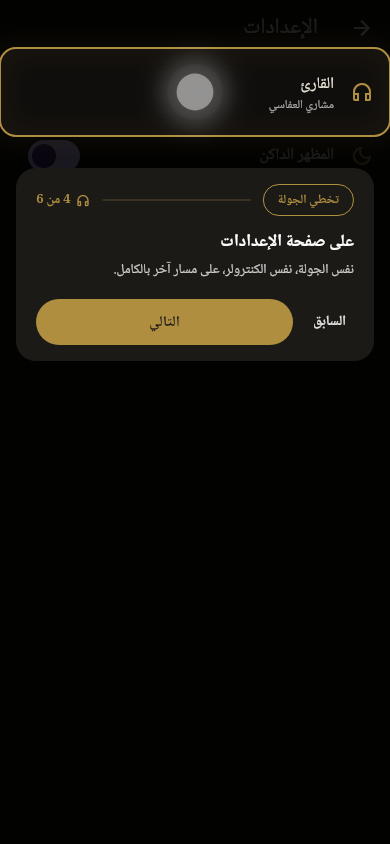 الإعدادات
القارئ
مشاري العفاسي
المظهر الداكن
تخطي الجولة
4 من 6
على صفحة الإعدادات
نفس الجولة، نفس الكنترولر، على مسار آخر بالكامل.
السابق
التالي